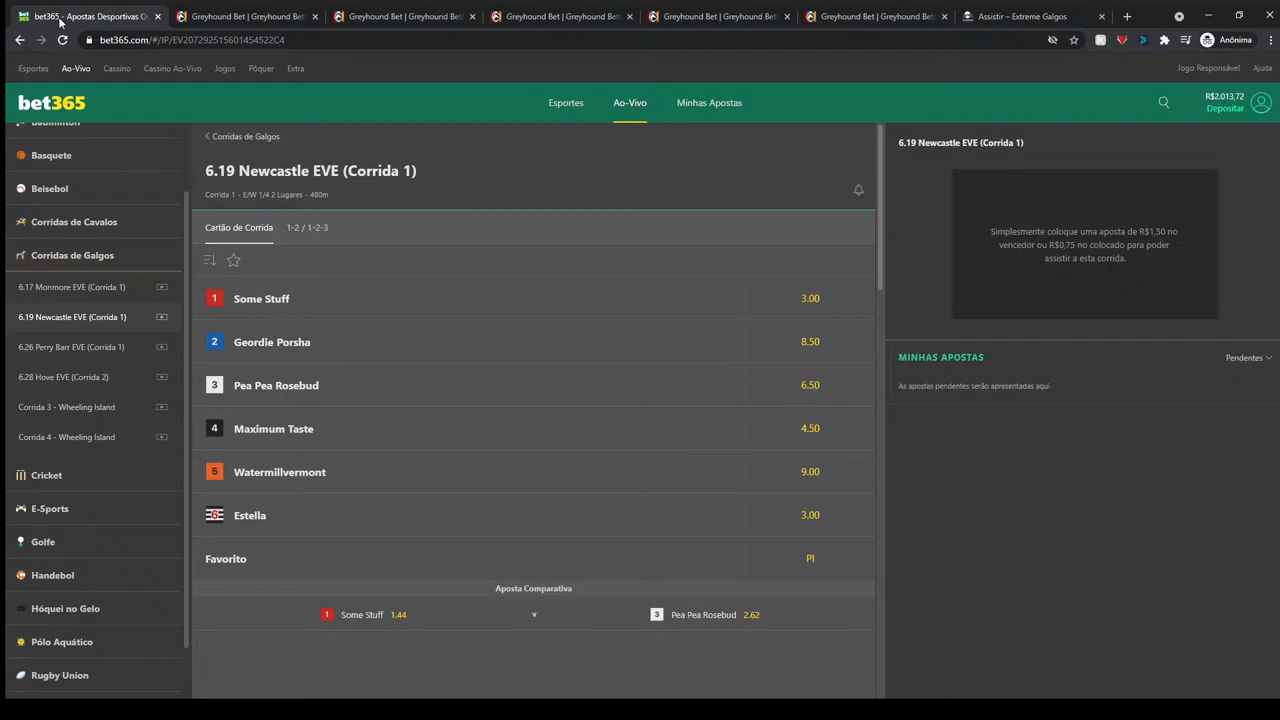 bet365 - Apostas Desportivas O
Greyhound Bet | Greyhound Bet
Greyhound Bet | Greyhound Bet
Greyhound Bet | Greyhound Bet
Greyhound Bet | Greyhound Bet
Greyhound Bet | Greyhound Bet
Assistir – Extreme Galgos
bet365.com/#/IP/EV207292515601454522C4
Anônima
Esportes Ao-Vivo Cassino Cassino Ao-Vivo Jogos Pôquer Extra
Jogo Responsável Ajuda
bet365
Esportes Ao-Vivo Minhas Apostas
R$2.013,72
Depositar
Badminton
Basquete
Beisebol
Corridas de Cavalos
Corridas de Galgos
6.17 Monmore EVE (Corrida 1)
6.19 Newcastle EVE (Corrida 1)
6.26 Perry Barr EVE (Corrida 1)
6.28 Hove EVE (Corrida 2)
Corrida 3 - Wheeling Island
Corrida 4 - Wheeling Island
Cricket
E-Sports
Golfe
Handebol
Hóquei no Gelo
Pólo Aquático
Rugby Union
Corridas de Galgos
6.19 Newcastle EVE (Corrida 1)
Corrida 1 - E/W 1/4 2 Lugares - 480m
Cartão de Corrida 1-2 / 1-2-3
1 Some Stuff 3.00
2 Geordie Porsha 8.50
3 Pea Pea Rosebud 6.50
4 Maximum Taste 4.50
5 Watermillvermont 9.00
6 Estella 3.00
Favorito PI
Aposta Comparativa
1 Some Stuff 1.44 v 3 Pea Pea Rosebud 2.62
6.19 Newcastle EVE (Corrida 1)
Simplesmente coloque uma aposta de R$1,50 no
vencedor ou R$0,75 no colocado para poder
assistir a esta corrida.
MINHAS APOSTAS Pendentes
As apostas pendentes serão apresentadas aqui